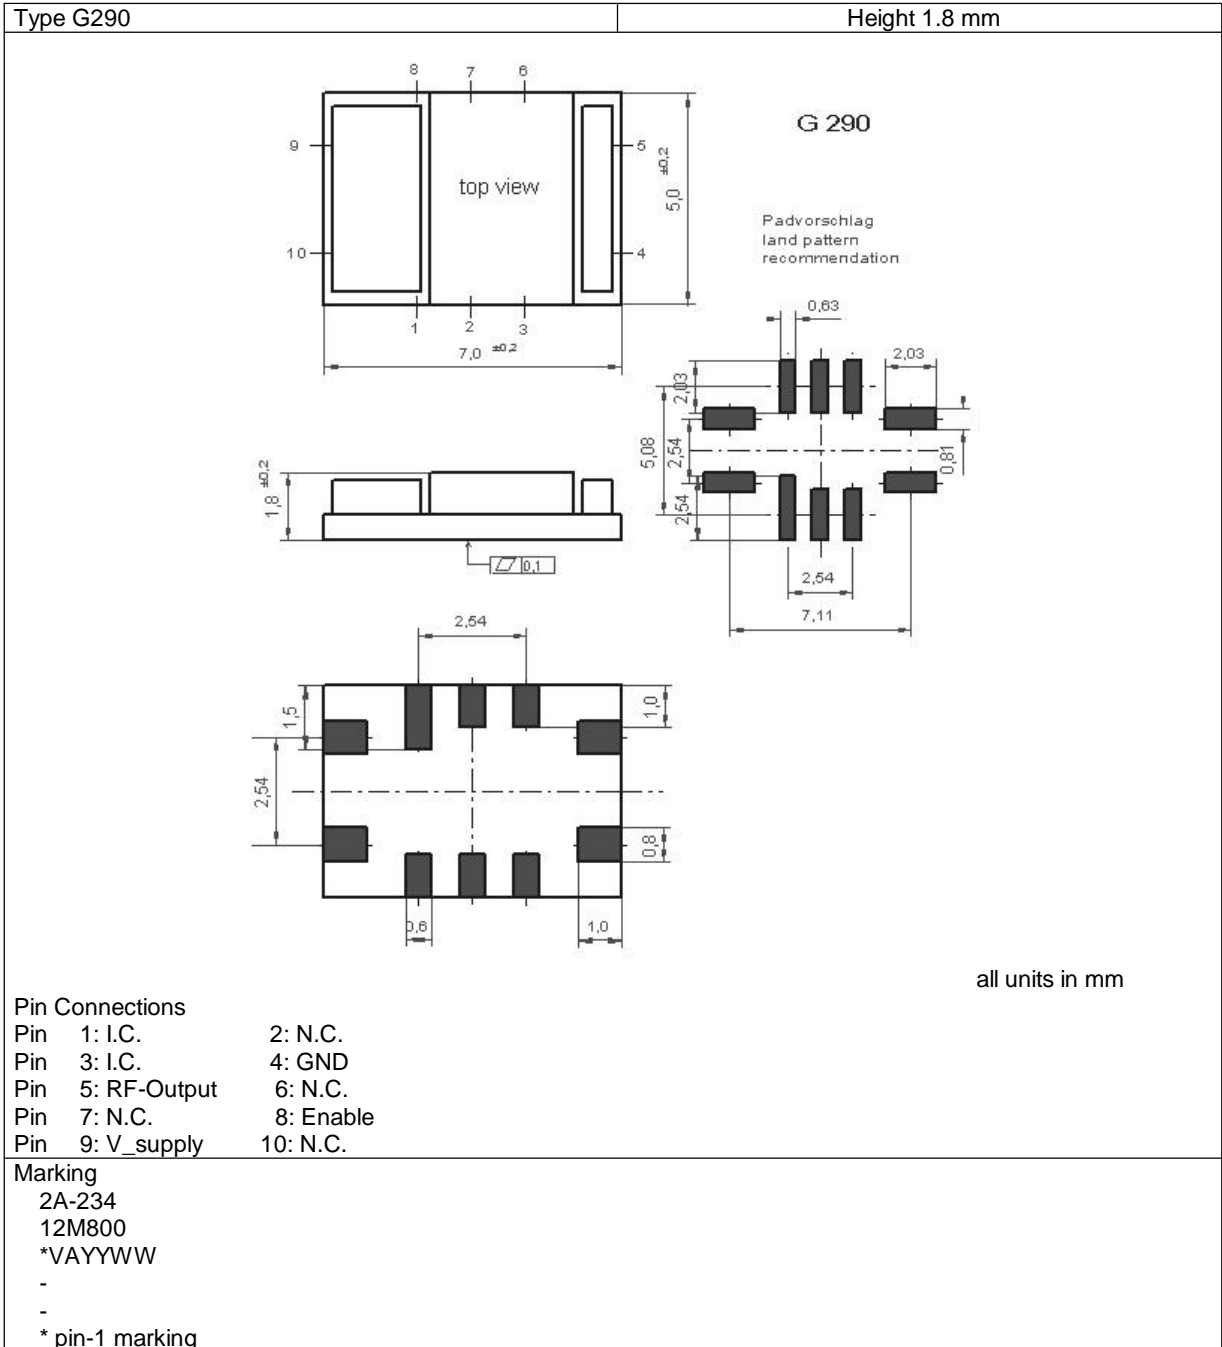 Type G290 Height 1.8 mm
8 7 6
G 290
9 5
top view
5,0 ±0,2
10 4
1 2 3
7,0 ±0,2
Padvorschlag
land pattern
recommendation
0,63
2,03
2,03
5,08
2,54
0,81
2,54
2,54
7,11
1,8 ±0,2
0,1
2,54
1,5
1,0
2,54
0,8
0,6
1,0
all units in mm
Pin Connections
Pin 1: I.C. 2: N.C.
Pin 3: I.C. 4: GND
Pin 5: RF-Output 6: N.C.
Pin 7: N.C. 8: Enable
Pin 9: V_supply 10: N.C.
Marking
2A-234
12M800
*VAYYWW
-
-
* pin-1 marking